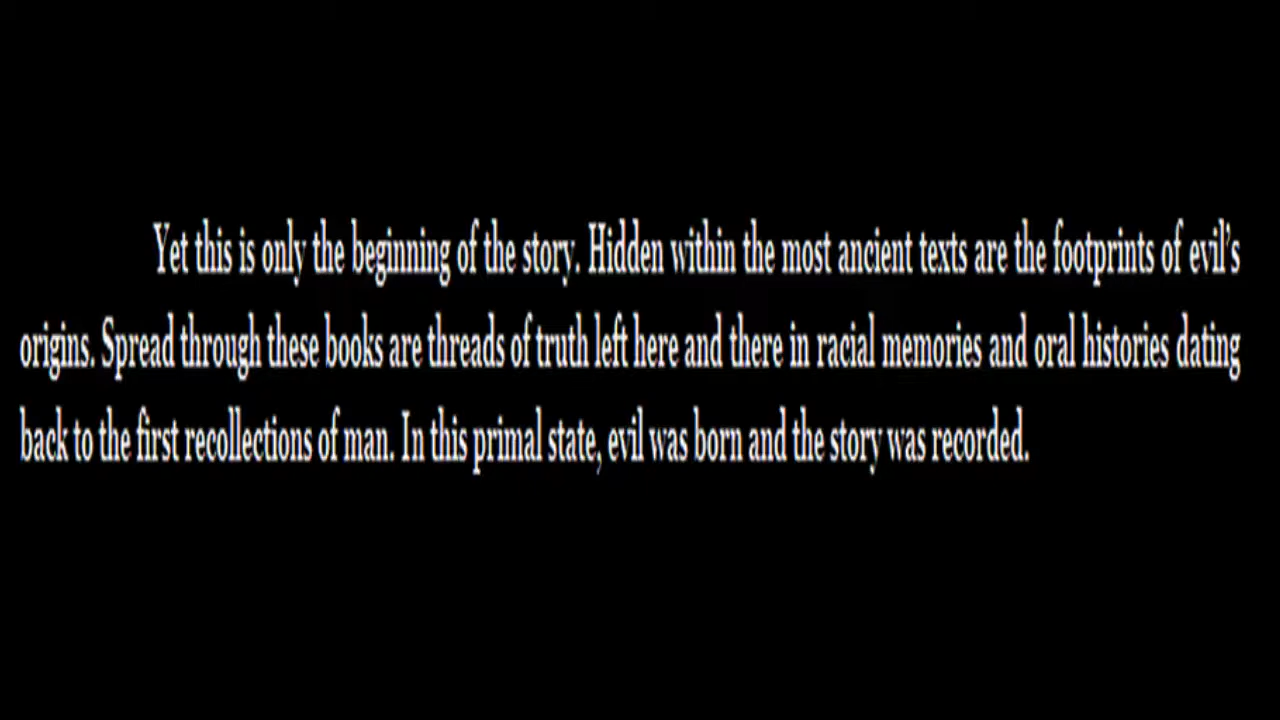 Yet this is only the beginning of the story. Hidden within the most ancient texts are the footprints of evil’s
origins. Spread through these books are threads of truth left here and there in racial memories and oral histories dating
back to the first recollections of man. In this primal state, evil was born and the story was recorded.